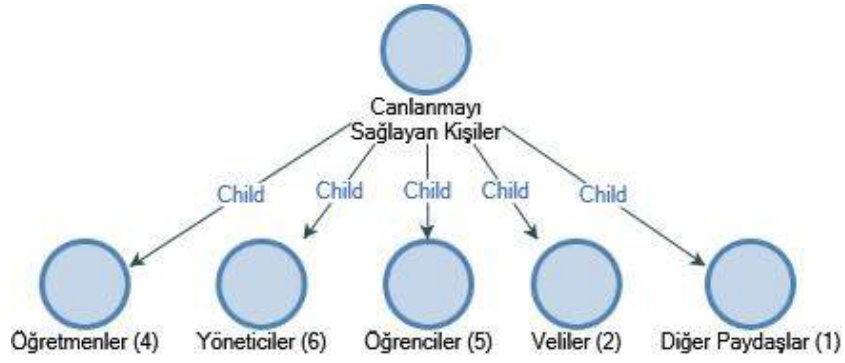 Canlanmayı
Sağlayan Kişiler
Child Child Child Child Child
Öğretmenler (4) Yöneticiler (6) Öğrenciler (5) Veliler (2) Diğer Paydaşlar (1)